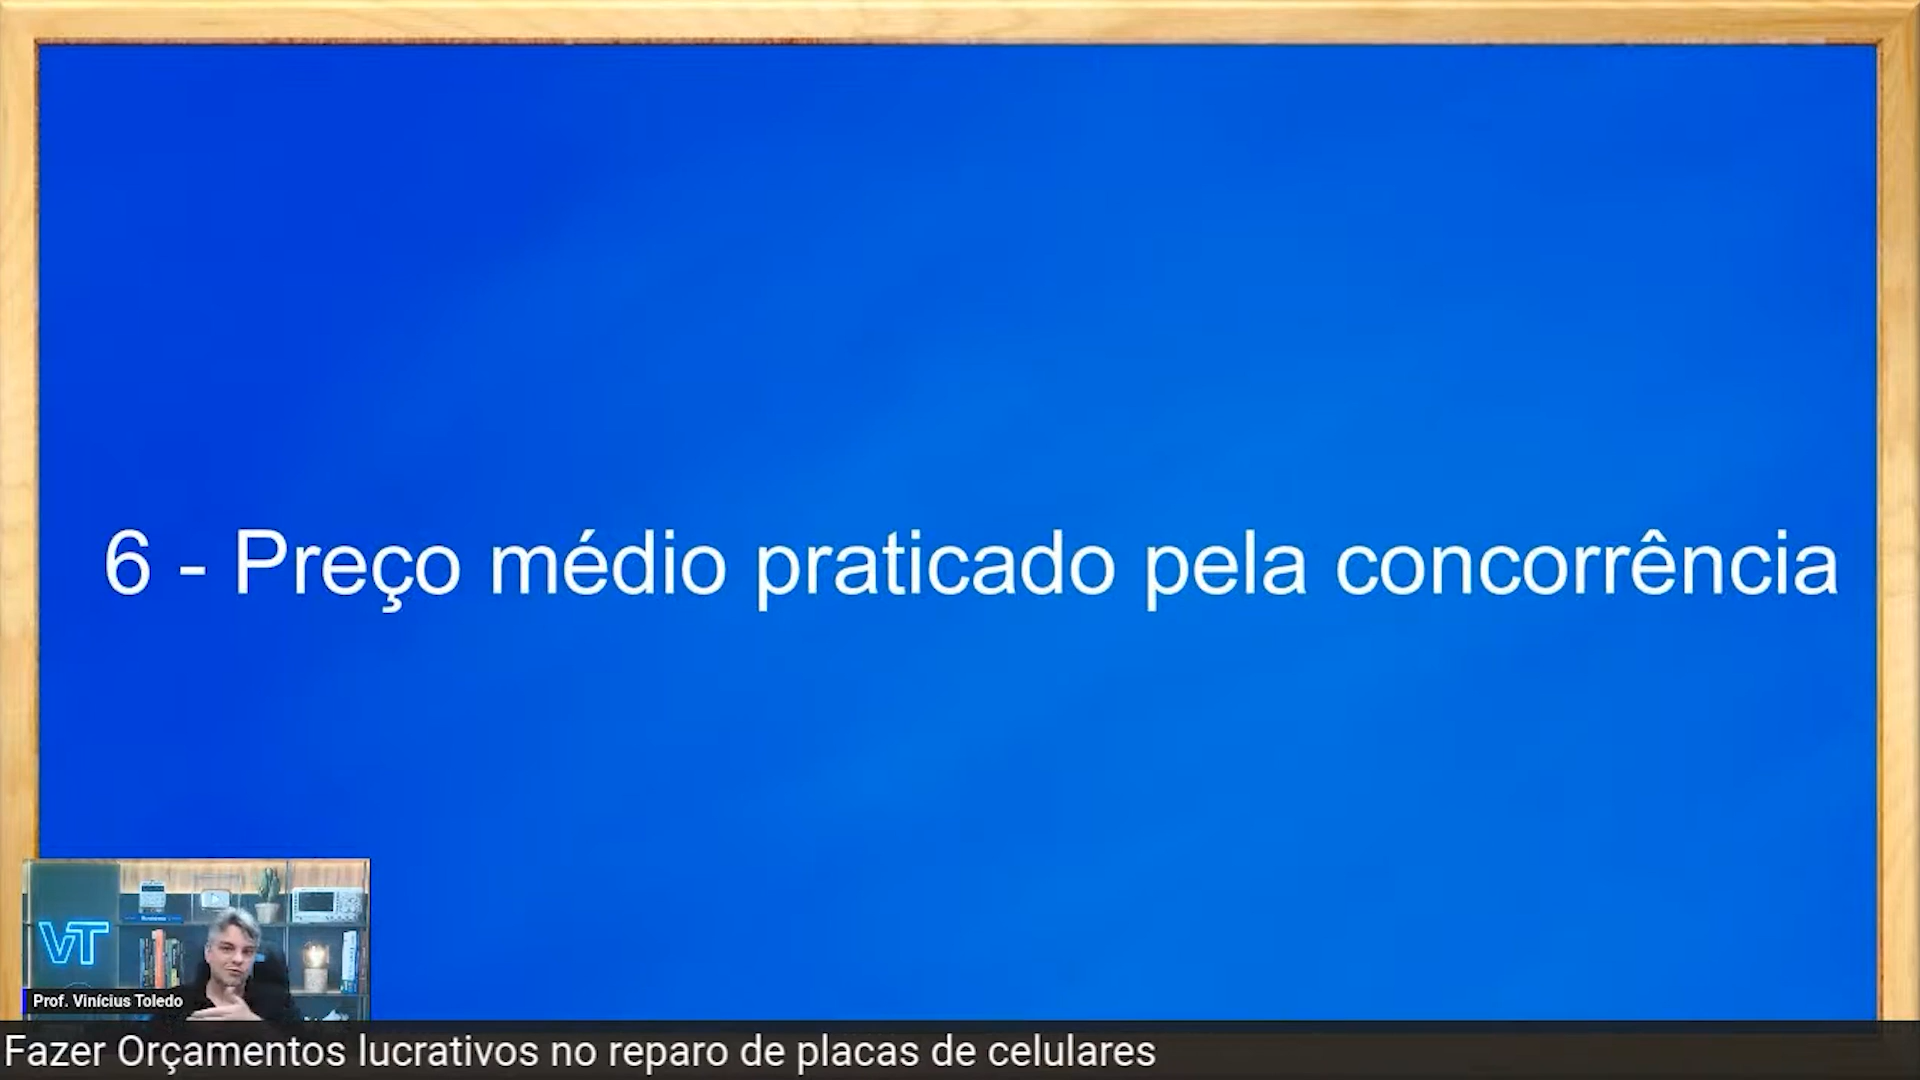 6 - Preço médio praticado pela concorrência
VT
Prof. Vinícius Toledo
Fazer Orçamentos lucrativos no reparo de placas de celulares